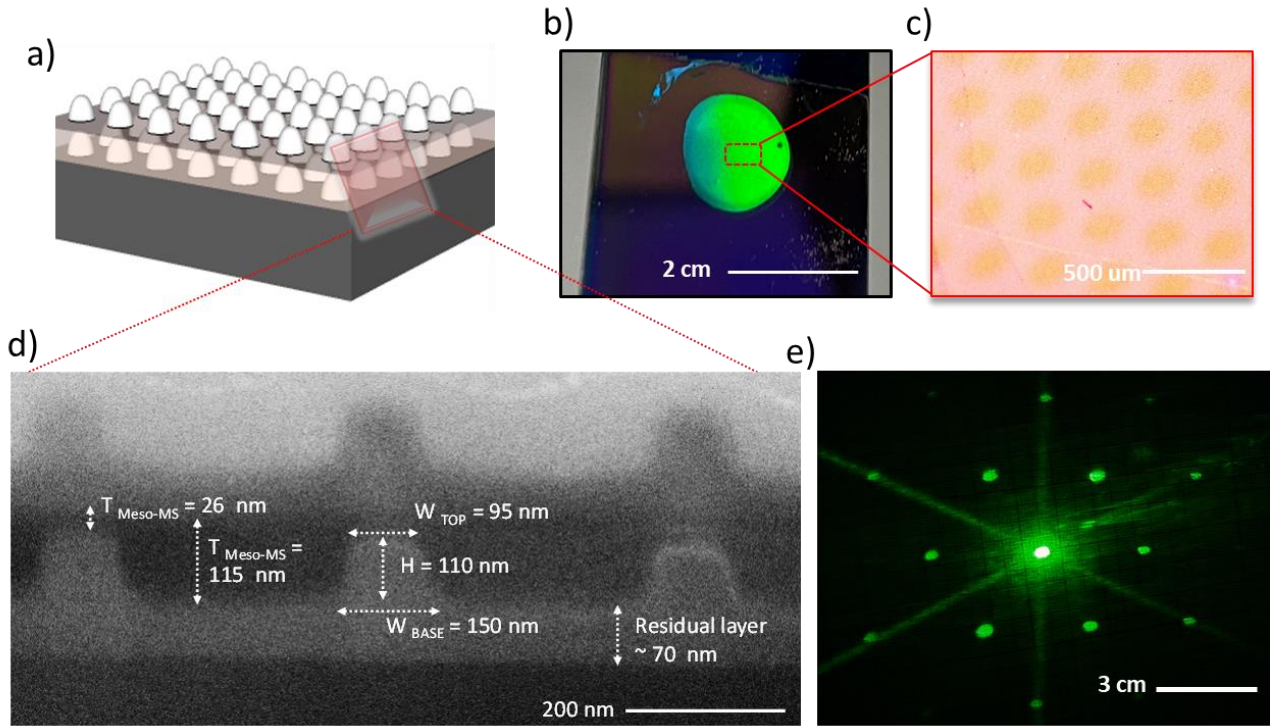 a)
b)
c)
2 cm
500 um
d)
e)
T Meso-MS = 26 nm
W TOP = 95 nm
T Meso-MS =
115 nm
H = 110 nm
W BASE = 150 nm
Residual layer
~ 70 nm
200 nm
3 cm